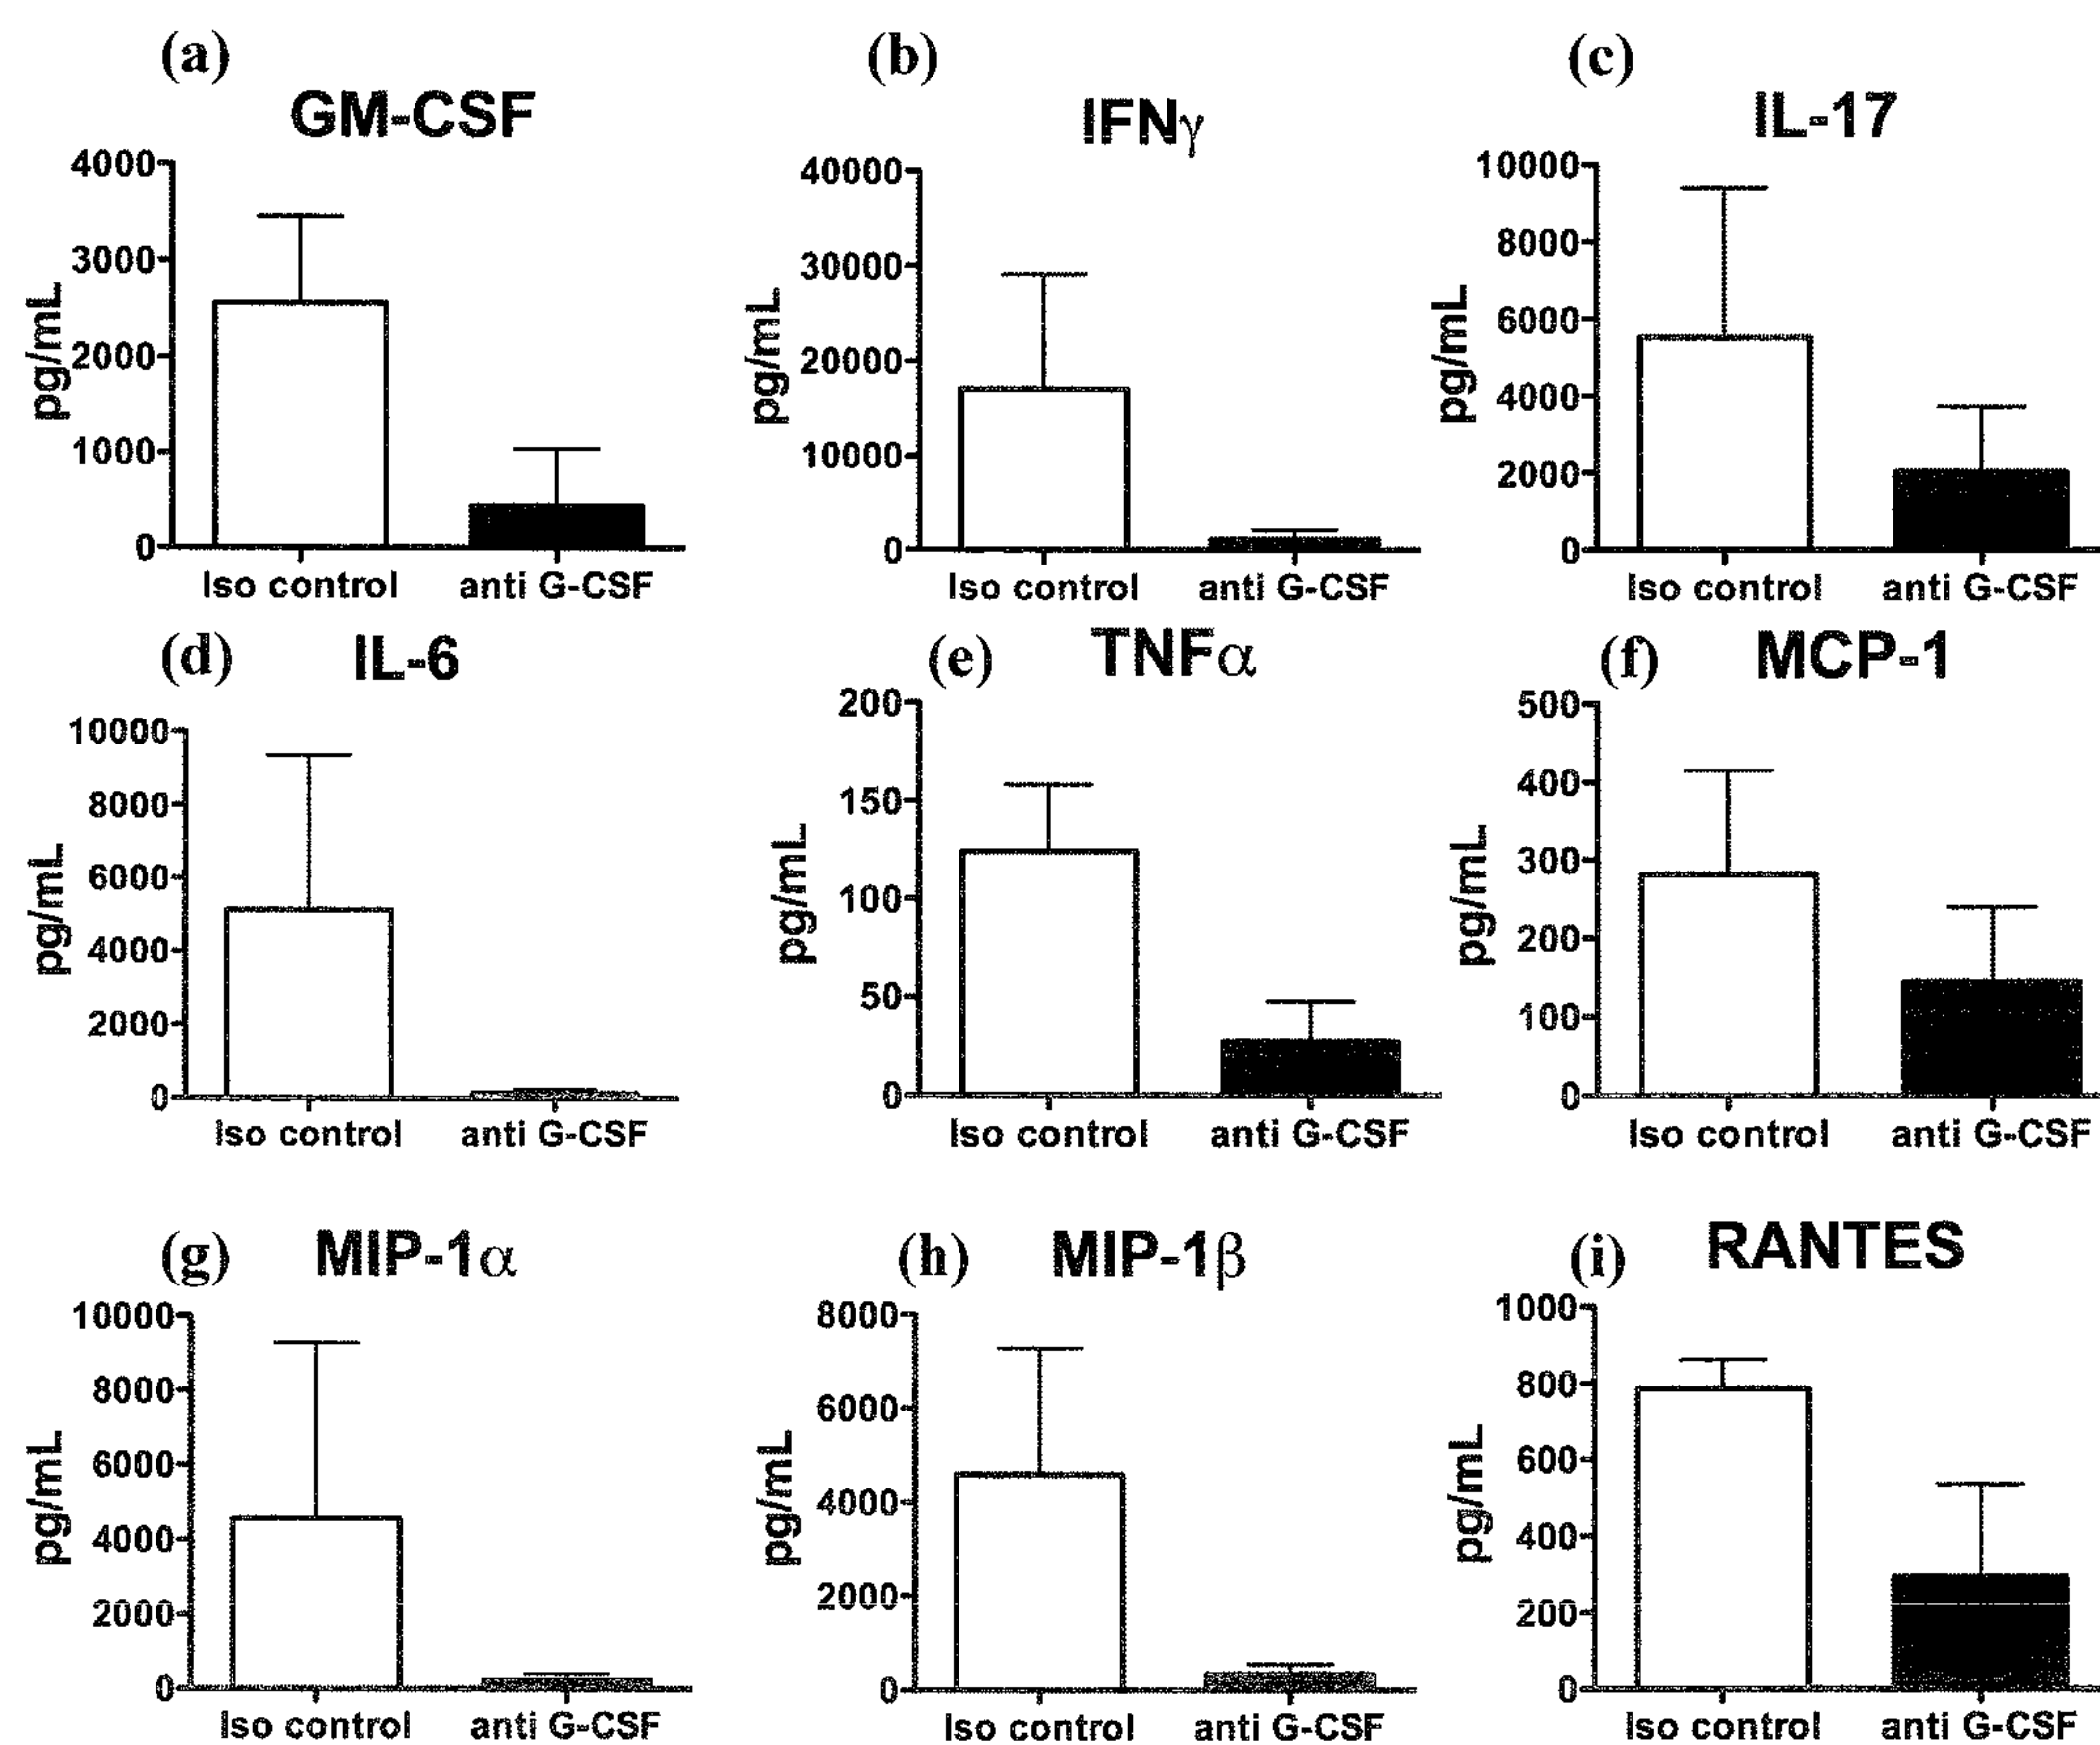 (a)
GM-CSF
4000
3000
2000
1000
0
pg/mL
Iso control
anti G-CSF
(b)
IFNγ
40000
30000
20000
10000
0
pg/mL
Iso control
anti G-CSF
(c)
IL-17
10000
8000
6000
4000
2000
0
pg/mL
Iso control
anti G-CSF
(d)
IL-6
10000
8000
6000
4000
2000
0
pg/mL
Iso control
anti G-CSF
(e)
TNFα
200
150
100
50
0
pg/mL
Iso control
anti G-CSF
(f)
MCP-1
500
400
300
200
100
0
pg/mL
Iso control
anti G-CSF
(g)
MIP-1α
10000
8000
6000
4000
2000
0
pg/mL
Iso control
anti G-CSF
(h)
MIP-1β
8000
6000
4000
2000
0
pg/mL
Iso control
anti G-CSF
(i)
RANTES
1000
800
600
400
200
0
pg/mL
Iso control
anti G-CSF